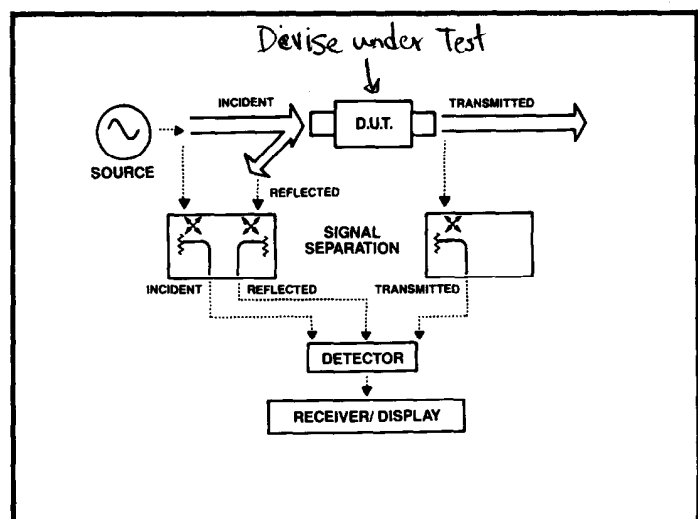 Devise under Test
INCIDENT
TRANSMITTED
D.U.T.
SOURCE
REFLECTED
SIGNAL
SEPARATION
INCIDENT
REFLECTED
TRANSMITTED
DETECTOR
RECEIVER/ DISPLAY